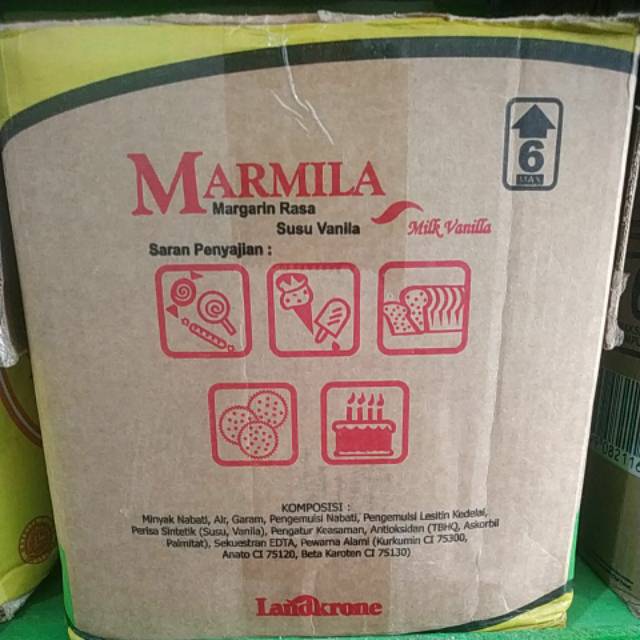 6
MAX
MARMILA
Margarin Rasa
Susu Vanila
Milk Vanilla
Saran Penyajian :
KOMPOSISI :
Minyak Nabati, Air, Garam, Pengemulsi Nabati, Pengemulsi Lesitin Kedelai,
Perisa Sintetik (Susu, Vanila), Pengatur Keasaman, Antioksidan (TBHQ, Askorbil
Palmitat), Sekuestran EDTA, Pewarna Alami (Kurkumin CI 75300,
Anato CI 75120, Beta Karoten CI 75130)
Landkrone